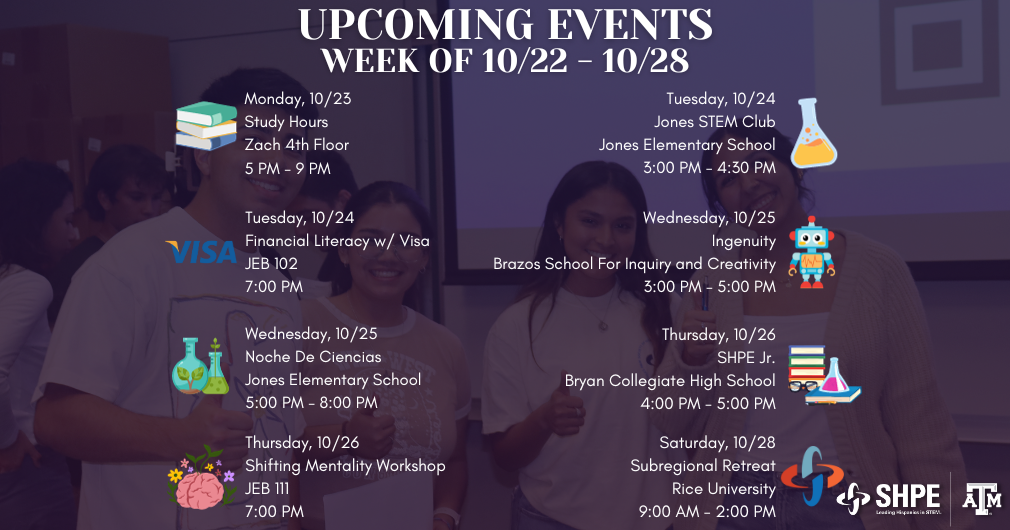 UPCOMING EVENTS
WEEK OF 10/22 - 10/28
Monday, 10/23
Study Hours
Zach 4th Floor
5 PM - 9 PM
Tuesday, 10/24
Jones STEM Club
Jones Elementary School
3:00 PM - 4:30 PM
VISA
Tuesday, 10/24
Financial Literacy w/ Visa
JEB 102
7:00 PM
Wednesday, 10/25
Ingenuity
Brazos School For Inquiry and Creativity
3:00 PM - 5:00 PM
Wednesday, 10/25
Noche De Ciencias
Jones Elementary School
5:00 PM - 8:00 PM
Thursday, 10/26
SHPE Jr.
Bryan Collegiate High School
4:00 PM - 5:00 PM
Thursday, 10/26
Shifting Mentality Workshop
JEB 111
7:00 PM
Saturday, 10/28
Subregional Retreat
Rice University
9:00 AM - 2:00 PM
SHPE
Leading Hispanics in STEM.
ATM